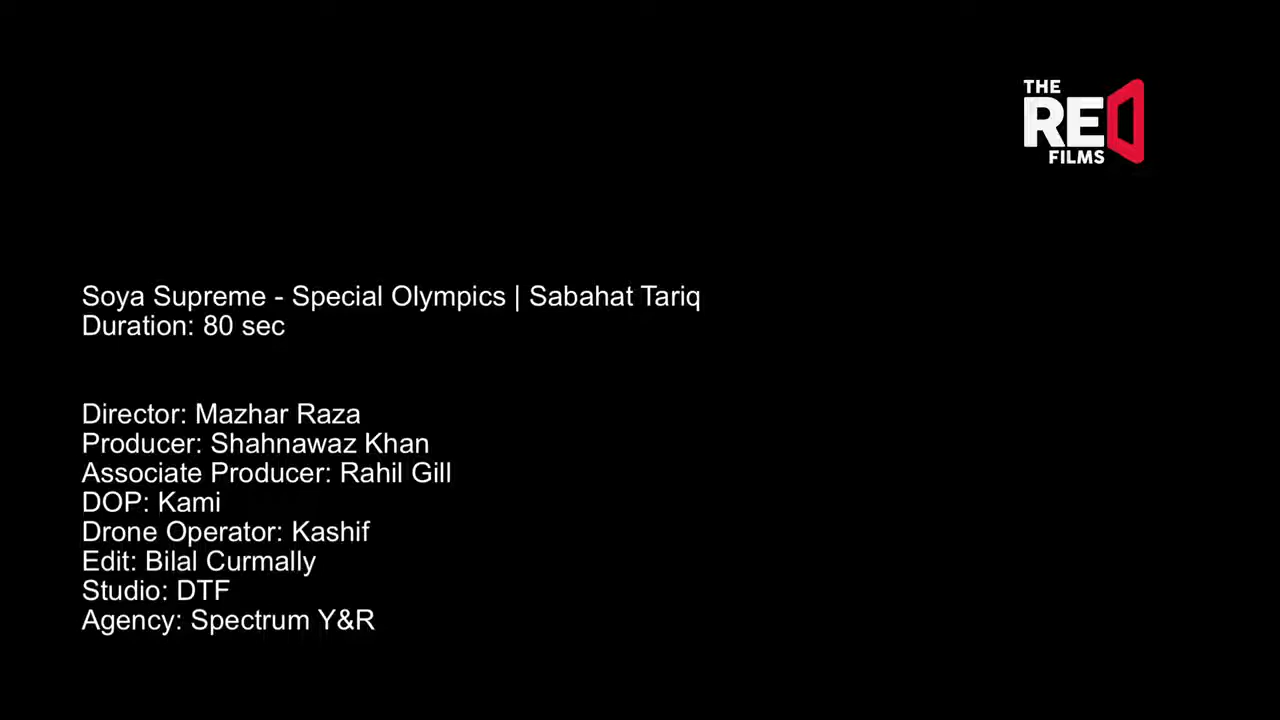 THE
RED
FILMS
Soya Supreme - Special Olympics | Sabahat Tariq
Duration: 80 sec
Director: Mazhar Raza
Producer: Shahnawaz Khan
Associate Producer: Rahil Gill
DOP: Kami
Drone Operator: Kashif
Edit: Bilal Curmally
Studio: DTF
Agency: Spectrum Y&R